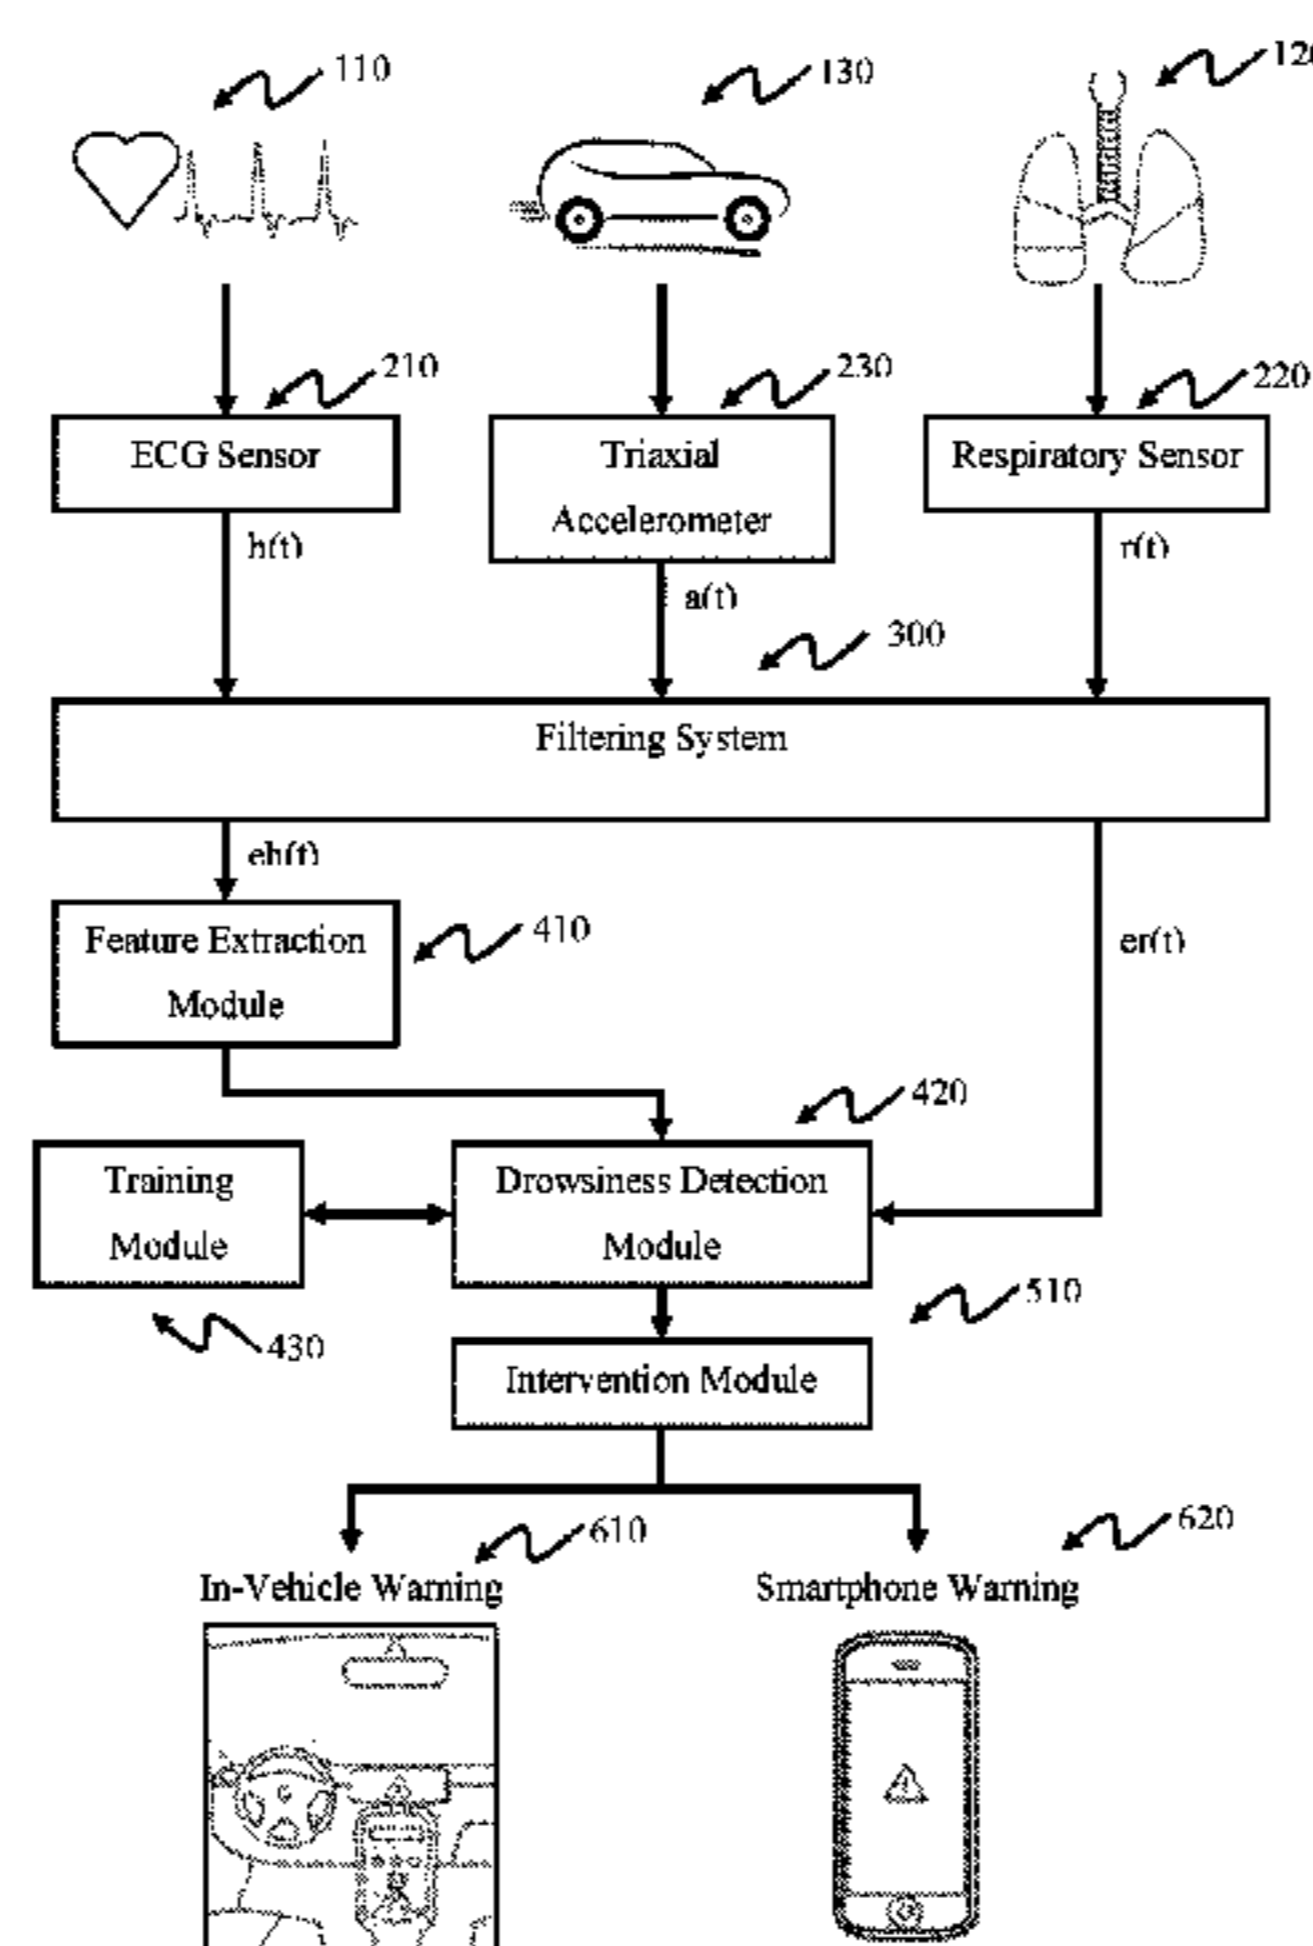 110
130
210
230
220
ECG Sensor
Triaxial
Accelerometer
Respiratory Sensor
h(t)
a(t)
r(t)
300
Filtering System
eh(t)
er(t)
Feature Extraction
Module
410
420
Training
Module
Drowsiness Detection
Module
430
510
Intervention Module
610
620
In-Vehicle Warning
Smartphone Warning